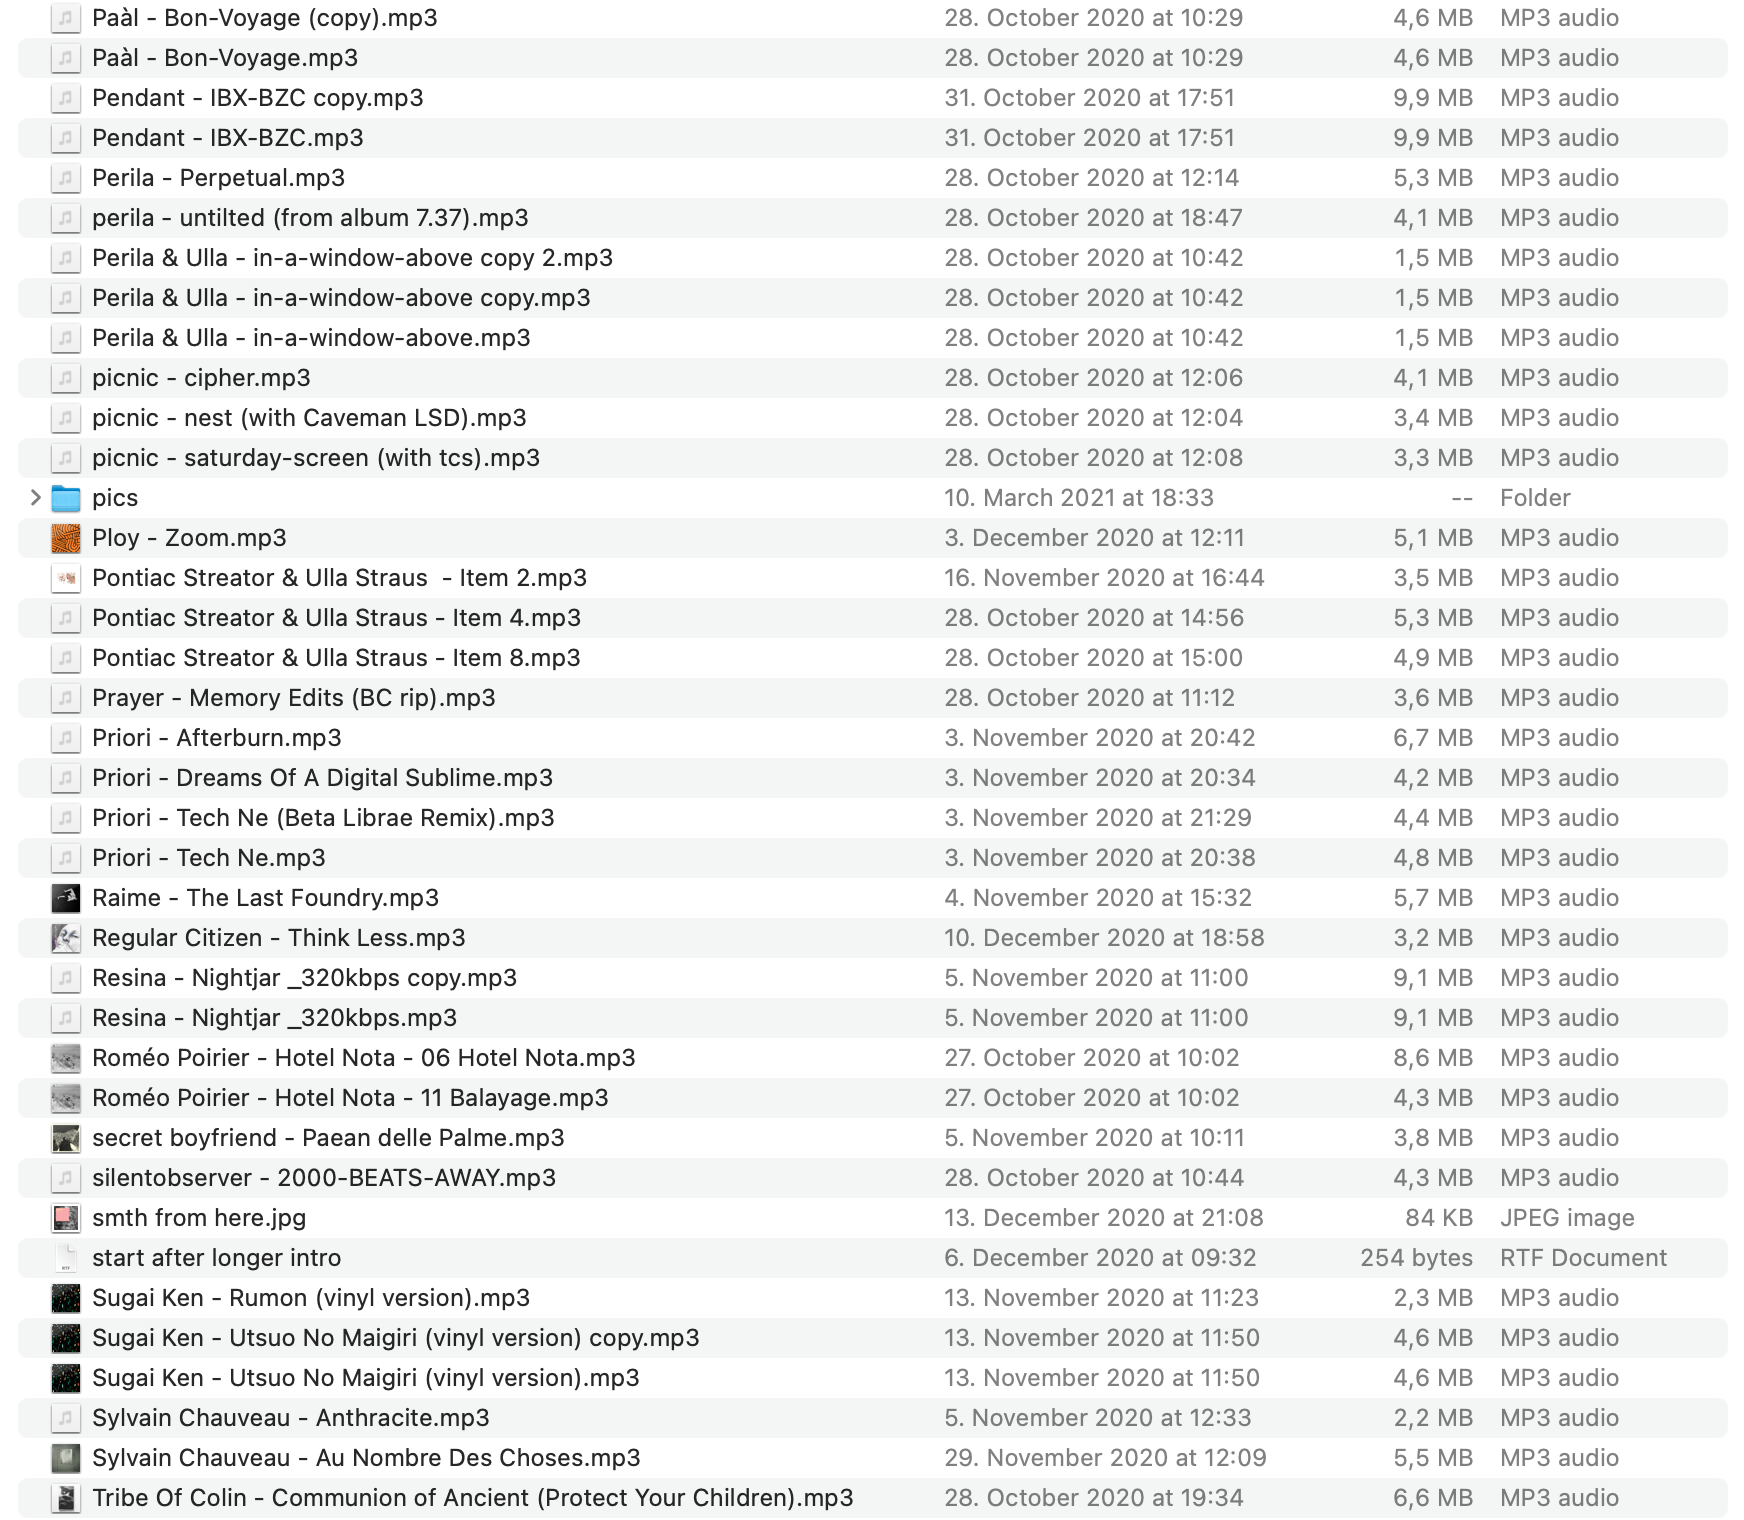 Paàl - Bon-Voyage (copy).mp3 28. October 2020 at 10:29 4,6 MB MP3 audio
Paàl - Bon-Voyage.mp3 28. October 2020 at 10:29 4,6 MB MP3 audio
Pendant - IBX-BZC copy.mp3 31. October 2020 at 17:51 9,9 MB MP3 audio
Pendant - IBX-BZC.mp3 31. October 2020 at 17:51 9,9 MB MP3 audio
Perila - Perpetual.mp3 28. October 2020 at 12:14 5,3 MB MP3 audio
perila - untilted (from album 7.37).mp3 28. October 2020 at 18:47 4,1 MB MP3 audio
Perila & Ulla - in-a-window-above copy 2.mp3 28. October 2020 at 10:42 1,5 MB MP3 audio
Perila & Ulla - in-a-window-above copy.mp3 28. October 2020 at 10:42 1,5 MB MP3 audio
Perila & Ulla - in-a-window-above.mp3 28. October 2020 at 10:42 1,5 MB MP3 audio
picnic - cipher.mp3 28. October 2020 at 12:06 4,1 MB MP3 audio
picnic - nest (with Caveman LSD).mp3 28. October 2020 at 12:04 3,4 MB MP3 audio
picnic - saturday-screen (with tcs).mp3 28. October 2020 at 12:08 3,3 MB MP3 audio
pics 10. March 2021 at 18:33 -- Folder
Ploy - Zoom.mp3 3. December 2020 at 12:11 5,1 MB MP3 audio
Pontiac Streator & Ulla Straus  - Item 2.mp3 16. November 2020 at 16:44 3,5 MB MP3 audio
Pontiac Streator & Ulla Straus - Item 4.mp3 28. October 2020 at 14:56 5,3 MB MP3 audio
Pontiac Streator & Ulla Straus - Item 8.mp3 28. October 2020 at 15:00 4,9 MB MP3 audio
Prayer - Memory Edits (BC rip).mp3 28. October 2020 at 11:12 3,6 MB MP3 audio
Priori - Afterburn.mp3 3. November 2020 at 20:42 6,7 MB MP3 audio
Priori - Dreams Of A Digital Sublime.mp3 3. November 2020 at 20:34 4,2 MB MP3 audio
Priori - Tech Ne (Beta Librae Remix).mp3 3. November 2020 at 21:29 4,4 MB MP3 audio
Priori - Tech Ne.mp3 3. November 2020 at 20:38 4,8 MB MP3 audio
Raime - The Last Foundry.mp3 4. November 2020 at 15:32 5,7 MB MP3 audio
Regular Citizen - Think Less.mp3 10. December 2020 at 18:58 3,2 MB MP3 audio
Resina - Nightjar _320kbps copy.mp3 5. November 2020 at 11:00 9,1 MB MP3 audio
Resina - Nightjar _320kbps.mp3 5. November 2020 at 11:00 9,1 MB MP3 audio
Roméo Poirier - Hotel Nota - 06 Hotel Nota.mp3 27. October 2020 at 10:02 8,6 MB MP3 audio
Roméo Poirier - Hotel Nota - 11 Balayage.mp3 27. October 2020 at 10:02 4,3 MB MP3 audio
secret boyfriend - Paean delle Palme.mp3 5. November 2020 at 10:11 3,8 MB MP3 audio
silentobserver - 2000-BEATS-AWAY.mp3 28. October 2020 at 10:44 4,3 MB MP3 audio
smth from here.jpg 13. December 2020 at 21:08 84 KB JPEG image
start after longer intro 6. December 2020 at 09:32 254 bytes RTF Document
Sugai Ken - Rumon (vinyl version).mp3 13. November 2020 at 11:23 2,3 MB MP3 audio
Sugai Ken - Utsuo No Maigiri (vinyl version) copy.mp3 13. November 2020 at 11:50 4,6 MB MP3 audio
Sugai Ken - Utsuo No Maigiri (vinyl version).mp3 13. November 2020 at 11:50 4,6 MB MP3 audio
Sylvain Chauveau - Anthracite.mp3 5. November 2020 at 12:33 2,2 MB MP3 audio
Sylvain Chauveau - Au Nombre Des Choses.mp3 29. November 2020 at 12:09 5,5 MB MP3 audio
Tribe Of Colin - Communion of Ancient (Protect Your Children).mp3 28. October 2020 at 19:34 6,6 MB MP3 audio